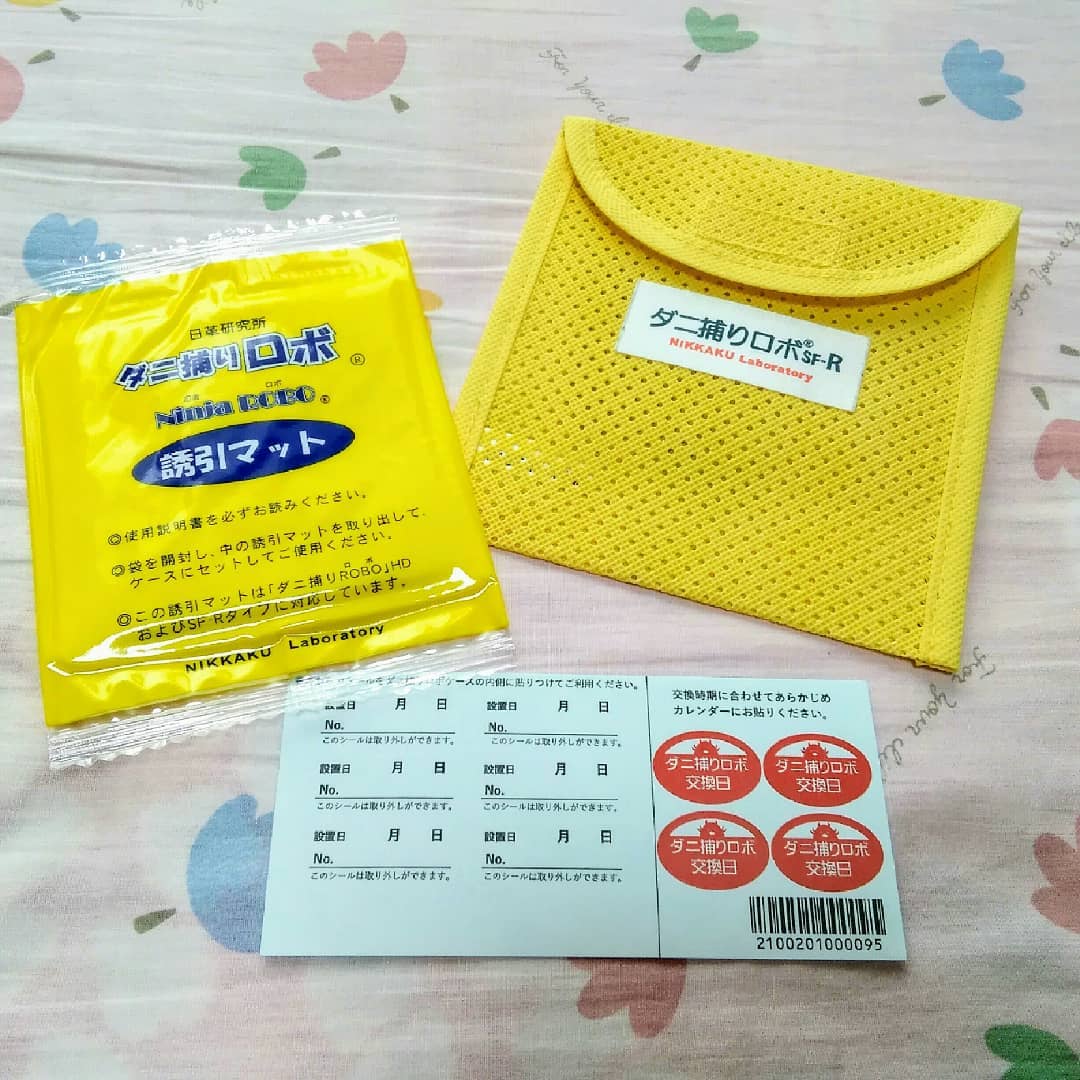 日革研究所
ダニ捕りロボ®
忍者 ロボ
Ninja ROBO®
誘引マット
◎使用説明書を必ずお読みください。
◎袋を開封し、中の誘引マットを取り出して、
ケースにセットしてご使用ください。
ロボ
◎この誘引マットは「ダニ捕りROBO」HD
およびSF-Rタイプに対応しています。
NIKKAKU Laboratory
ダニ捕りロボ®SF-R
NIKKAKU Laboratory
ケースの内側に貼りつけてご利用ください。
設置日 月 日
No.
このシールは取り外しができます。
設置日 月 日
No.
このシールは取り外しができます。
設置日 月 日
No.
このシールは取り外しができます。
設置日 月 日
No.
このシールは取り外しができます。
設置日 月 日
No.
このシールは取り外しができます。
設置日 月 日
No.
このシールは取り外しができます。
交換時期に合わせてあらかじめ
カレンダーにお貼りください。
ダニ捕りロボ
交換日
ダニ捕りロボ
交換日
ダニ捕りロボ
交換日
ダニ捕りロボ
交換日
2100201000095
For your
For Your
For you